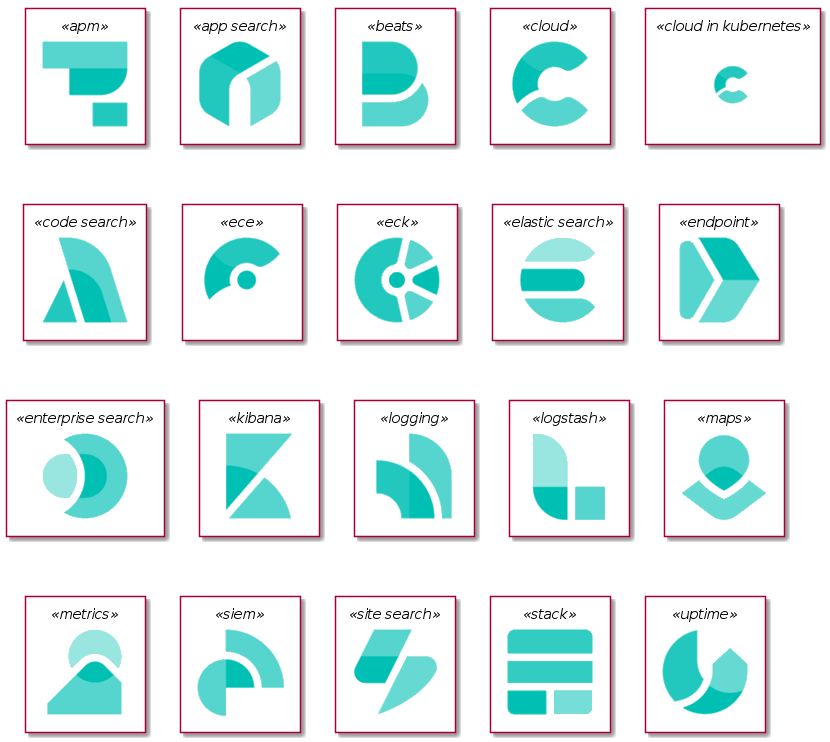 «apm»
«app search»
«beats»
«cloud»
«cloud in kubernetes»
«code search»
«ece»
«eck»
«elastic search»
«endpoint»
«enterprise search»
«kibana»
«logging»
«logstash»
«maps»
«metrics»
«siem»
«site search»
«stack»
«uptime»